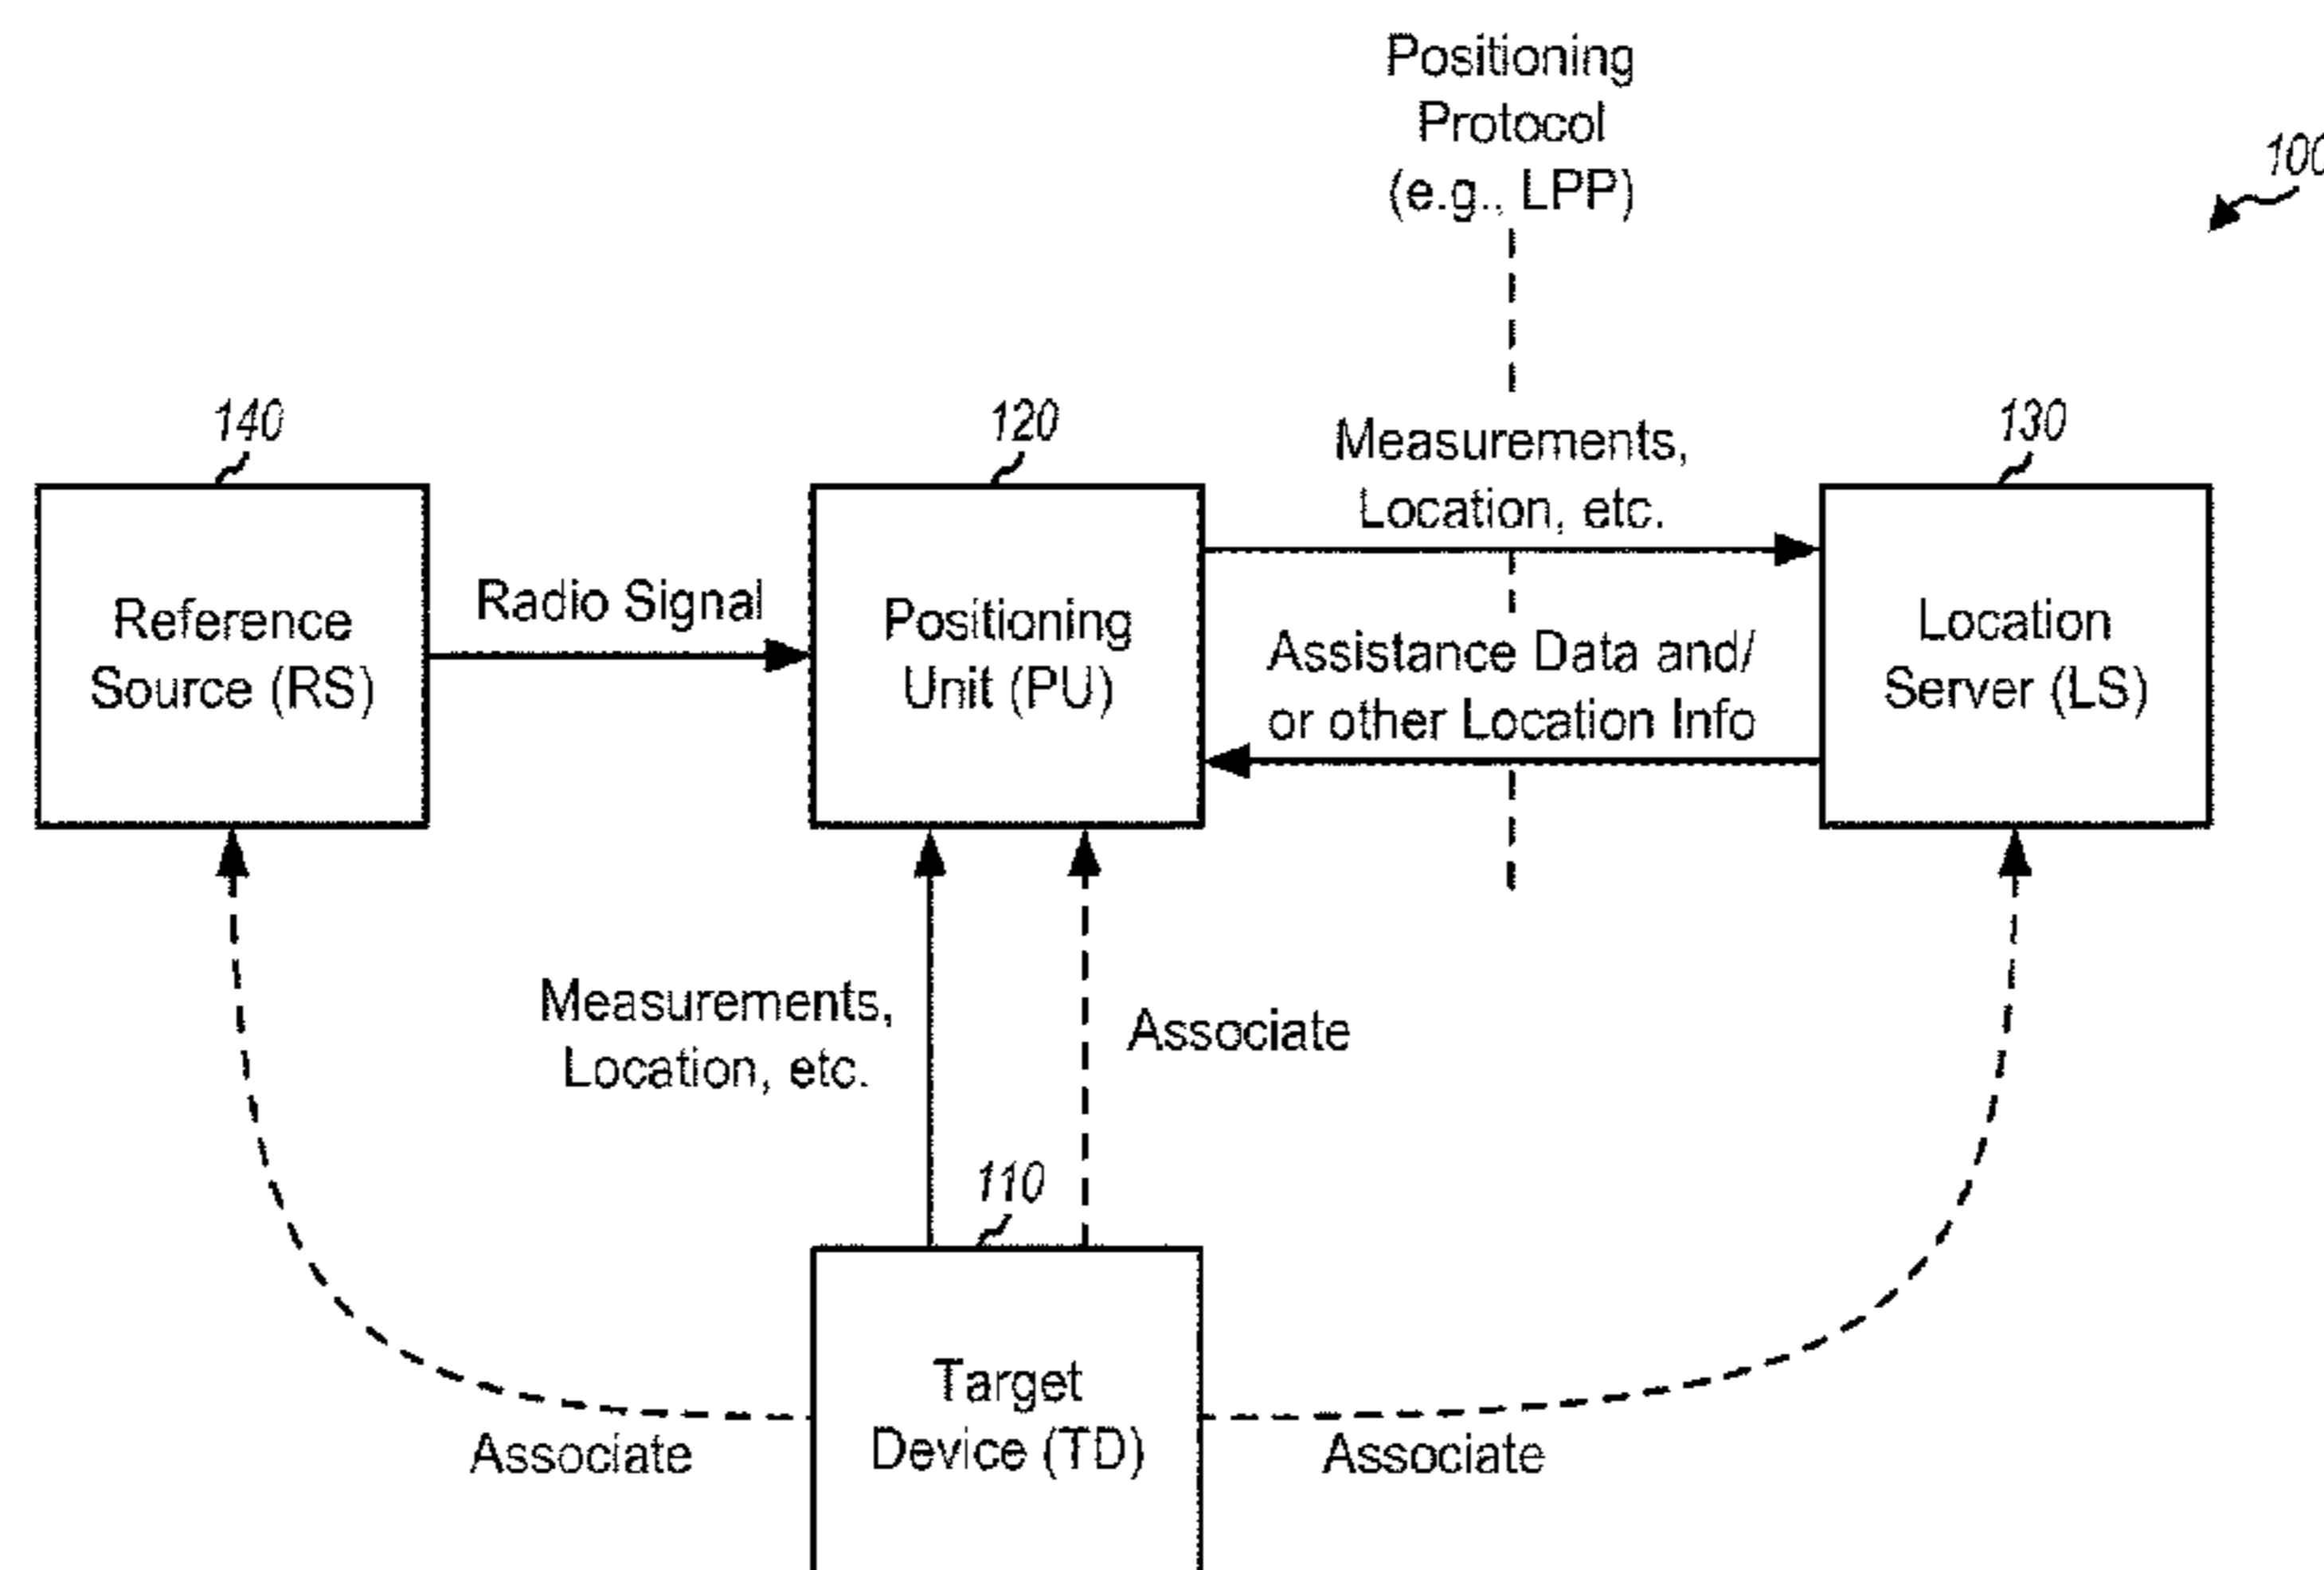 Positioning
Protocol
(e.g., LPP)
100
140
120
130
Measurements,
Location, etc.
Reference
Source (RS)
Radio Signal
Positioning
Unit (PU)
Assistance Data and/
or other Location Info
Location
Server (LS)
Measurements,
Location, etc.
Associate
110
Target
Device (TD)
Associate
Associate